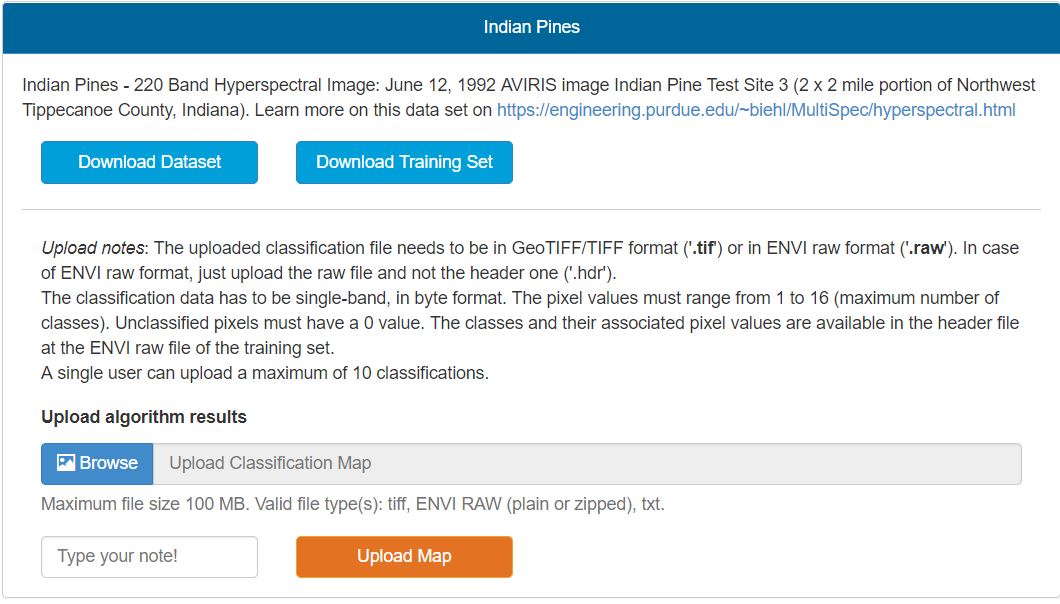 Indian Pines
Indian Pines - 220 Band Hyperspectral Image: June 12, 1992 AVIRIS image Indian Pine Test Site 3 (2 x 2 mile portion of Northwest
Tippecanoe County, Indiana). Learn more on this data set on https://engineering.purdue.edu/~biehl/MultiSpec/hyperspectral.html
Download Dataset
Download Training Set
Upload notes: The uploaded classification file needs to be in GeoTIFF/TIFF format ('.tif') or in ENVI raw format ('.raw'). In case
of ENVI raw format, just upload the raw file and not the header one ('.hdr').
The classification data has to be single-band, in byte format. The pixel values must range from 1 to 16 (maximum number of
classes). Unclassified pixels must have a 0 value. The classes and their associated pixel values are available in the header file
at the ENVI raw file of the training set.
A single user can upload a maximum of 10 classifications.
Upload algorithm results
Browse
Upload Classification Map
Maximum file size 100 MB. Valid file type(s): tiff, ENVI RAW (plain or zipped), txt.
Type your note!
Upload Map